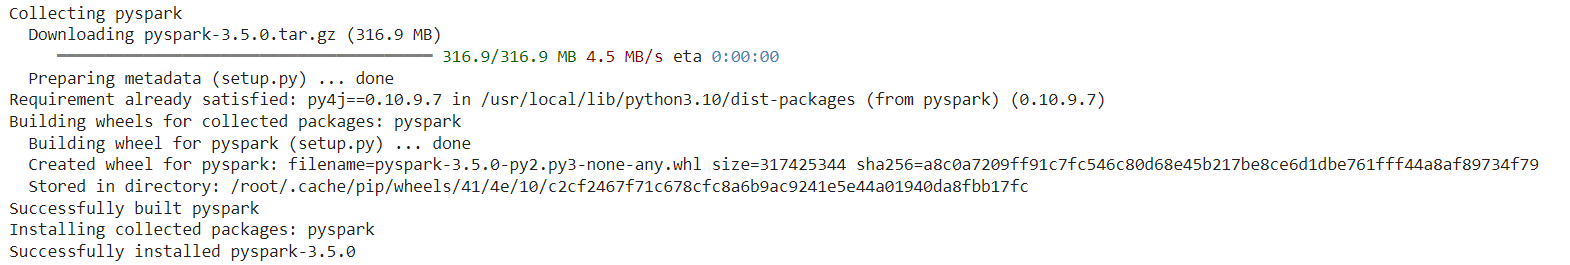 Collecting pyspark
Downloading pyspark-3.5.0.tar.gz (316.9 MB)
316.9/316.9 MB 4.5 MB/s eta 0:00:00
Preparing metadata (setup.py) ... done
Requirement already satisfied: py4j==0.10.9.7 in /usr/local/lib/python3.10/dist-packages (from pyspark) (0.10.9.7)
Building wheels for collected packages: pyspark
Building wheel for pyspark (setup.py) ... done
Created wheel for pyspark: filename=pyspark-3.5.0-py2.py3-none-any.whl size=317425344 sha256=a8c0a7209ff91c7fc546c80d68e45b217be8ce6d1dbe761fff44a8af89734f79
Stored in directory: /root/.cache/pip/wheels/41/4e/10/c2cf2467f71c678cfc8a6b9ac9241e5e44a01940da8fbb17fc
Successfully built pyspark
Installing collected packages: pyspark
Successfully installed pyspark-3.5.0